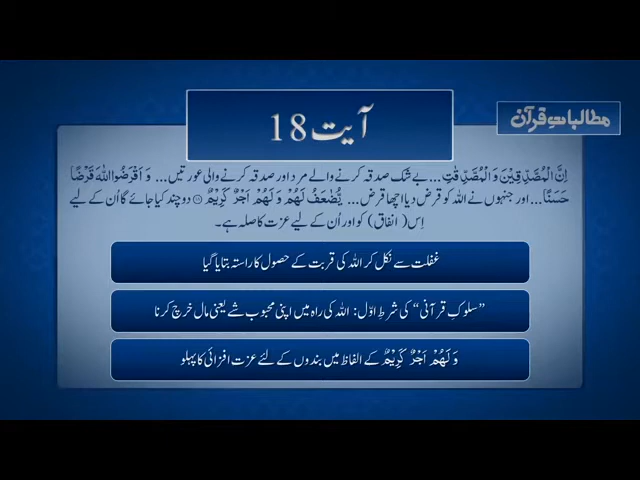 مطالباتِ قرآن
آیت 18
اِنَّ الْمُصَّدِّقِیْنَ وَ الْمُصَّدِّقٰتِ... بے شک صدقہ کرنے والے مرد اور صدقہ کرنے والی عورتیں... وَ اَقْرَضُوا اللّٰهَ قَرْضًا
حَسَنًا... اور جنہوں نے اللہ کو قرض دیا اچھا قرض... یُّضٰعَفُ لَهُمْ وَ لَهُمْ اَجْرٌ كَرِیْمٌ ۝ دو چند کیا جائے گا اُن کے لیے
اِس (انفاق) کو اور اُن کے لیے عزت کا صلہ ہے۔
غفلت سے نکل کر اللہ کی قربت کے حصول کا راستہ بتایا گیا
”سلوکِ قرآنی“ کی شرطِ اوّل: اللہ کی راہ میں اپنی محبوب شے یعنی مال خرچ کرنا
وَ لَهُمْ اَجْرٌ كَرِیْمٌ کے الفاظ میں بندوں کے لئے عزت افزائی کا پہلو